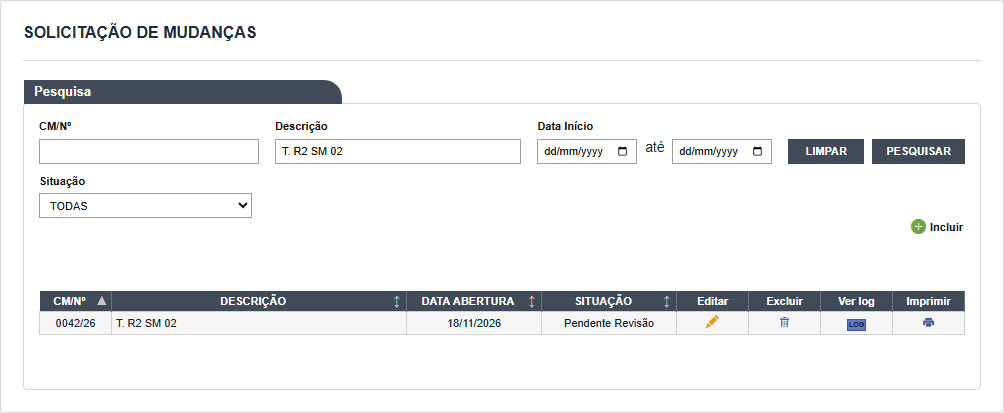 SOLICITAÇÃO DE MUDANÇAS
Pesquisa
CM/Nº Descrição Data Início
T. R2 SM 02 dd/mm/yyyy até dd/mm/yyyy LIMPAR PESQUISAR
Situação
TODAS
Incluir
CM/Nº DESCRIÇÃO DATA ABERTURA SITUAÇÃO Editar Excluir Ver log Imprimir
0042/26 T. R2 SM 02 18/11/2026 Pendente Revisão LOG